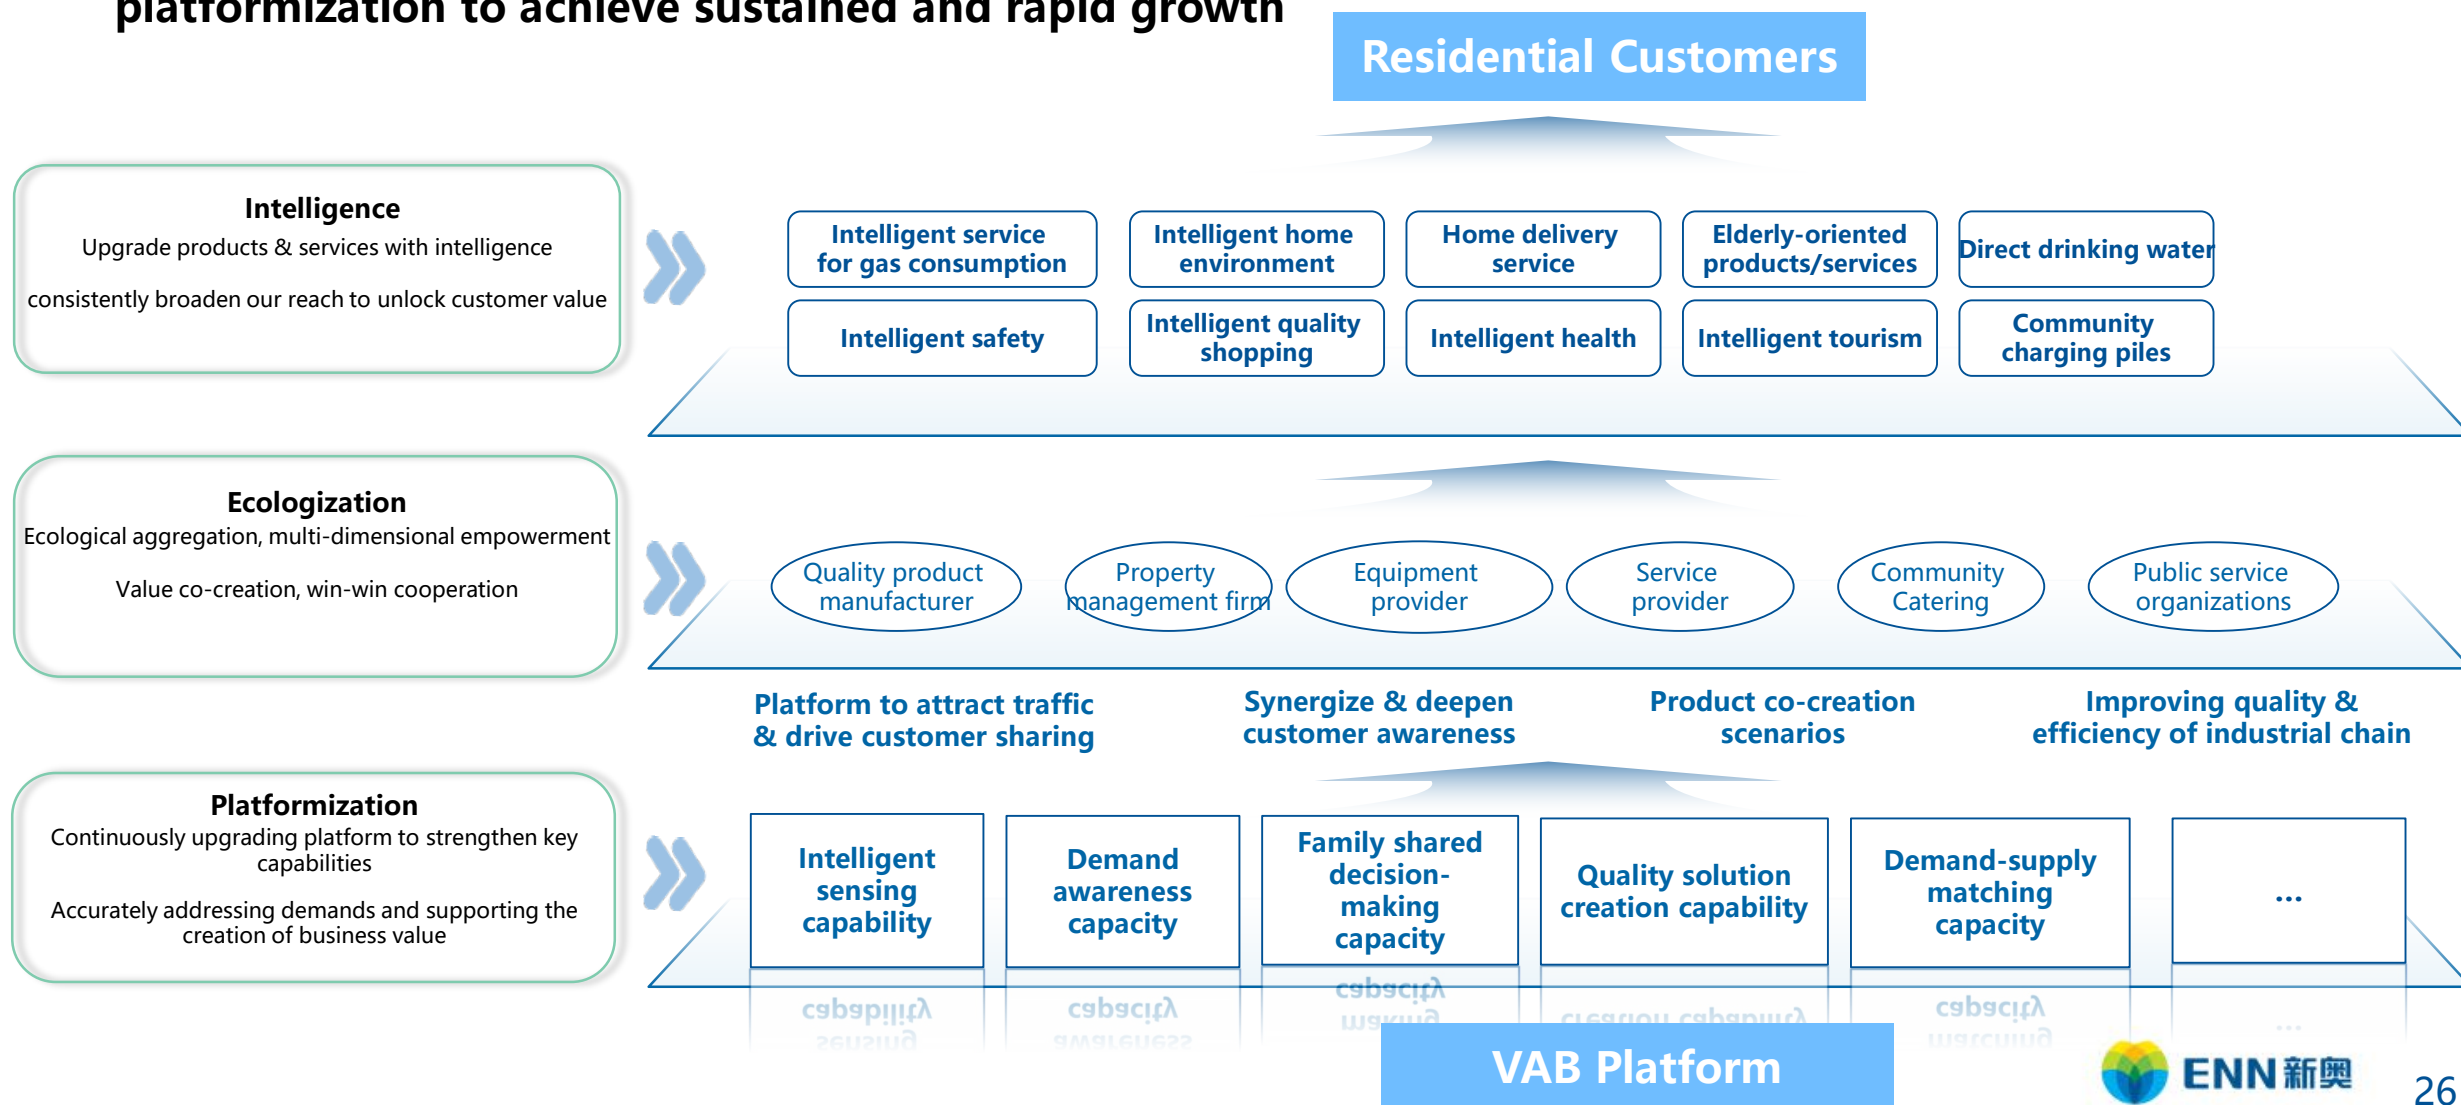 platformization to achieve sustained and rapid growth
Residential Customers
Intelligence
Upgrade products & services with intelligence
consistently broaden our reach to unlock customer value
Intelligent service
for gas consumption
Intelligent home
environment
Home delivery
service
Elderly-oriented
products/services
Direct drinking water
Intelligent safety
Intelligent quality
shopping
Intelligent health
Intelligent tourism
Community
charging piles
Ecologization
Ecological aggregation, multi-dimensional empowerment
Value co-creation, win-win cooperation
Quality product
manufacturer
Property
management firm
Equipment
provider
Service
provider
Community
Catering
Public service
organizations
Platform to attract traffic
& drive customer sharing
Synergize & deepen
customer awareness
Product co-creation
scenarios
Improving quality &
efficiency of industrial chain
Platformization
Continuously upgrading platform to strengthen key
capabilities
Accurately addressing demands and supporting the
creation of business value
Intelligent
sensing
capability
Demand
awareness
capacity
Family shared
decision-
making
capacity
Quality solution
creation capability
Demand-supply
matching
capacity
...
VAB Platform
ENN新奥
26